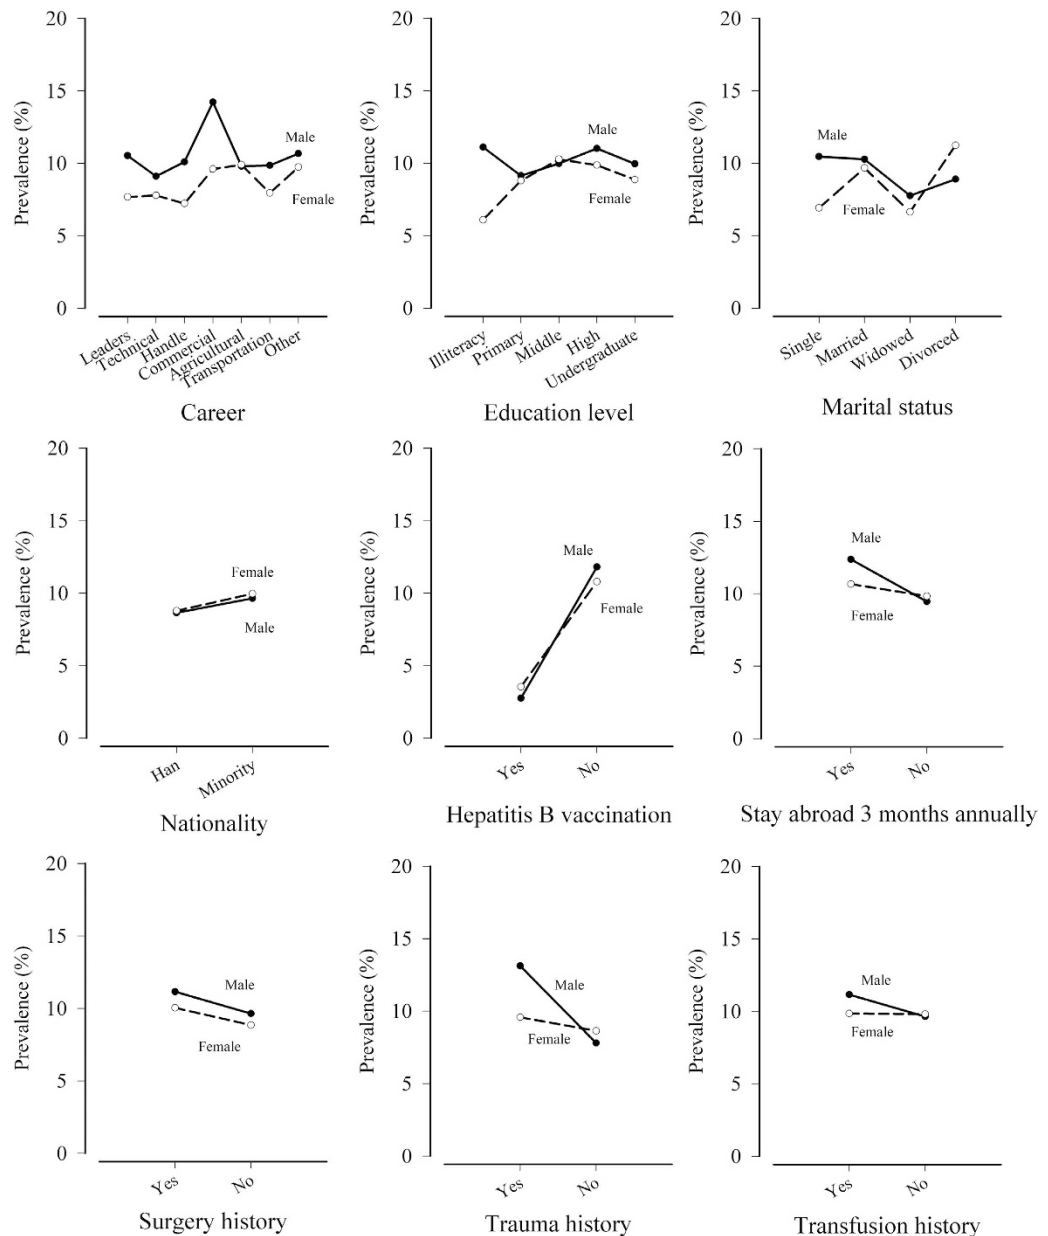 20
15
10
5
0
Prevalence (%)
Male
Female
Leaders
Technical
Handle
Commercial
Agricultural
Transportation
Other
Career
20
15
10
5
0
Prevalence (%)
Male
Female
Illiteracy
Primary
Middle
High
Undergraduate
Education level
20
15
10
5
0
Prevalence (%)
Male
Female
Single
Married
Widowed
Divorced
Marital status
20
15
10
5
0
Prevalence (%)
Female
Male
Han
Minority
Nationality
20
15
10
5
0
Prevalence (%)
Male
Female
Yes
No
Hepatitis B vaccination
20
15
10
5
0
Prevalence (%)
Male
Female
Yes
No
Stay abroad 3 months annually
20
15
10
5
0
Prevalence (%)
Male
Female
Yes
No
Surgery history
20
15
10
5
0
Prevalence (%)
Male
Female
Yes
No
Trauma history
20
15
10
5
0
Prevalence (%)
Male
Female
Yes
No
Transfusion history